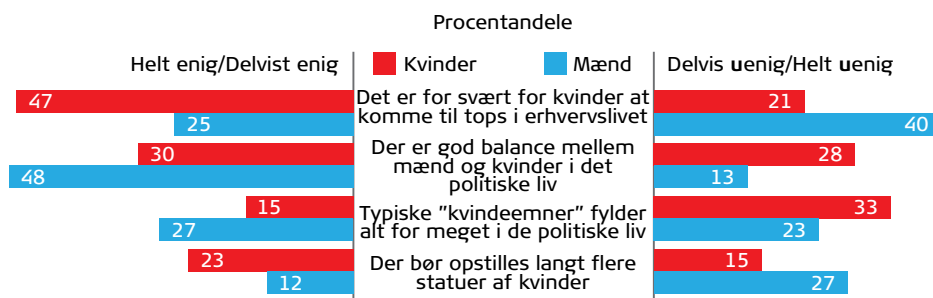 Procentandele
Helt enig/Delvist enig Kvinder Mænd Delvis uenig/Helt uenig
47 Det er for svært for kvinder at 21
25 komme til tops i erhvervslivet 40
30 Der er god balance mellem 28
48 mænd og kvinder i det 13
politiske liv
15 Typiske ”kvindeemner” fylder 33
27 alt for meget i de politiske liv 23
23 Der bør opstilles langt flere 15
12 statuer af kvinder 27